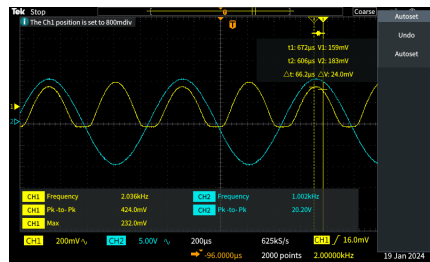 Tek Stop
Coarse
The Ch1 position is set to 800mdiv
Autoset
Undo
Autoset
t1: 672µs V1: 159mV
t2: 606µs V2: 183mV
△t: 66.2µs △V: 24.0mV
CH1 Frequency 2.036kHz CH2 Frequency 1.002kHz
CH1 Pk -to- Pk 424.0mV CH2 Pk -to- Pk 20.20V
CH1 Max 232.0mV
CH1 200mV CH2 5.00V 200µs 625kS/s CH1 16.0mV
-96.0000µs 2000 points 2.00000kHz 19 Jan 2024